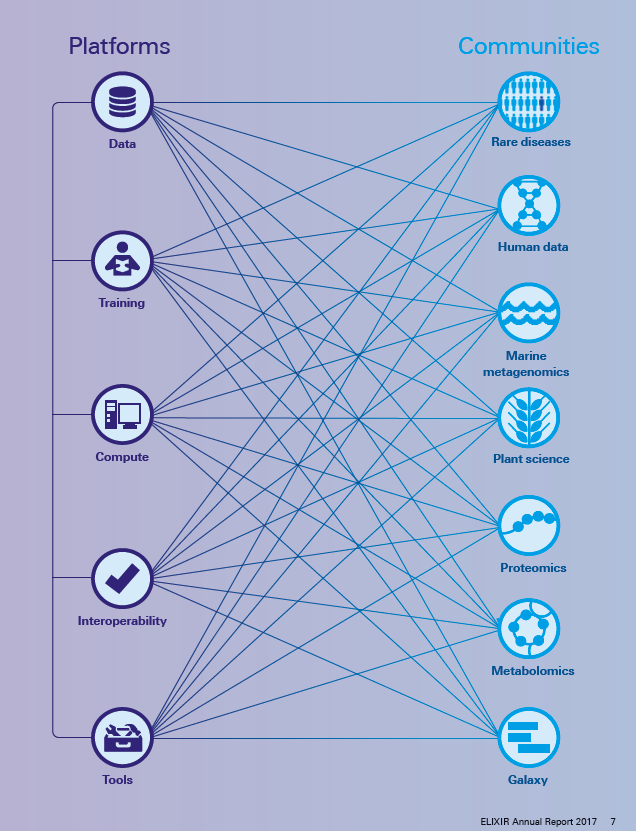 Platforms
Communities
Data
Rare diseases
Human data
Training
Marine
metagenomics
Compute
Plant science
Proteomics
Interoperability
Metabolomics
Tools
Galaxy
ELIXIR Annual Report 2017 7